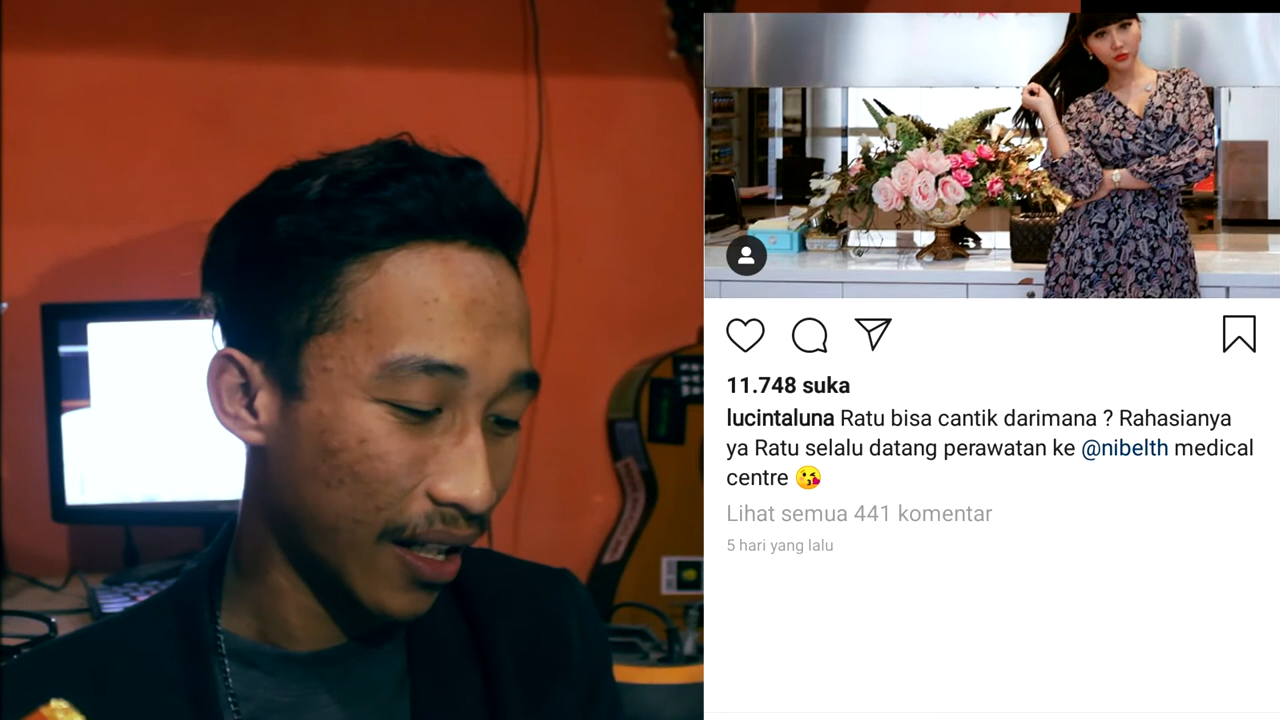 11.748 suka
lucintaluna Ratu bisa cantik darimana ? Rahasianya
ya Ratu selalu datang perawatan ke @nibelth medical
centre 😘
Lihat semua 441 komentar
5 hari yang lalu